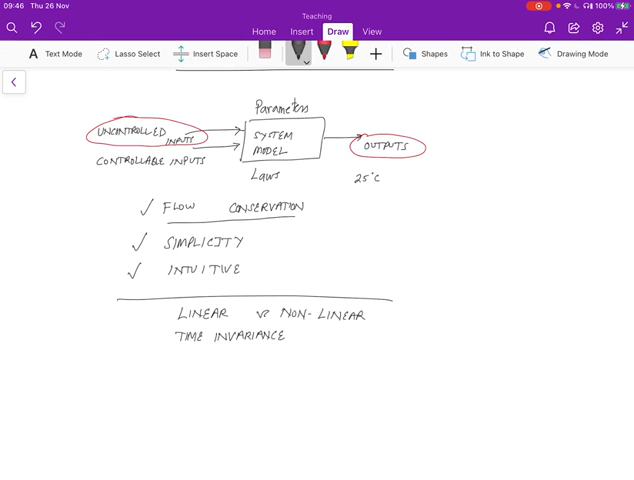 09:46 Thu 26 Nov
100%
Teaching
Home Insert Draw View
A Text Mode Lasso Select Insert Space Shapes Ink to Shape Drawing Mode
Parameters
UNCONTROLLED INPUTS
CONTROLLABLE INPUTS
SYSTEM
MODEL
OUTPUTS
Laws
25°C
✓ FLOW CONSERVATION
✓ SIMPLICITY
✓ INTUITIVE
LINEAR vs NON-LINEAR
TIME INVARIANCE